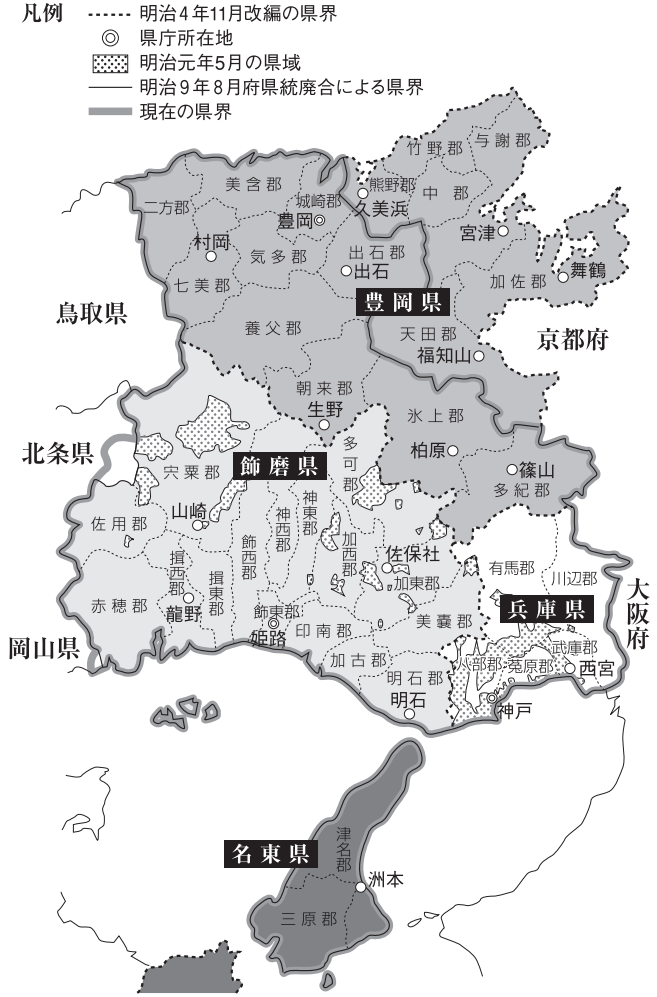 凡例
明治4年11月改編の県界
県庁所在地
明治元年5月の県域
明治9年8月府県統廃合による県界
現在の県界
竹野郡
与謝郡
美含郡
熊野郡
中郡
二方郡
城崎郡
久美浜
豊岡
宮津
村岡
気多郡
出石郡
出石
加佐郡
舞鶴
七美郡
豊岡県
鳥取県
養父郡
天田郡
京都府
福知山
朝来郡
生野
氷上郡
北条県
飾磨県
多可郡
柏原
宍粟郡
篠山
多紀郡
山崎
神東郡
神西郡
佐用郡
飾西郡
加西郡
佐保社
揖西郡
揖東郡
加東郡
有馬郡
川辺郡
大阪府
赤穂郡
龍野
飾東郡
姫路
印南郡
美嚢郡
兵庫県
岡山県
武庫郡
加古郡
八部郡
菟原郡
西宮
明石郡
明石
神戸
名東県
津名郡
洲本
三原郡